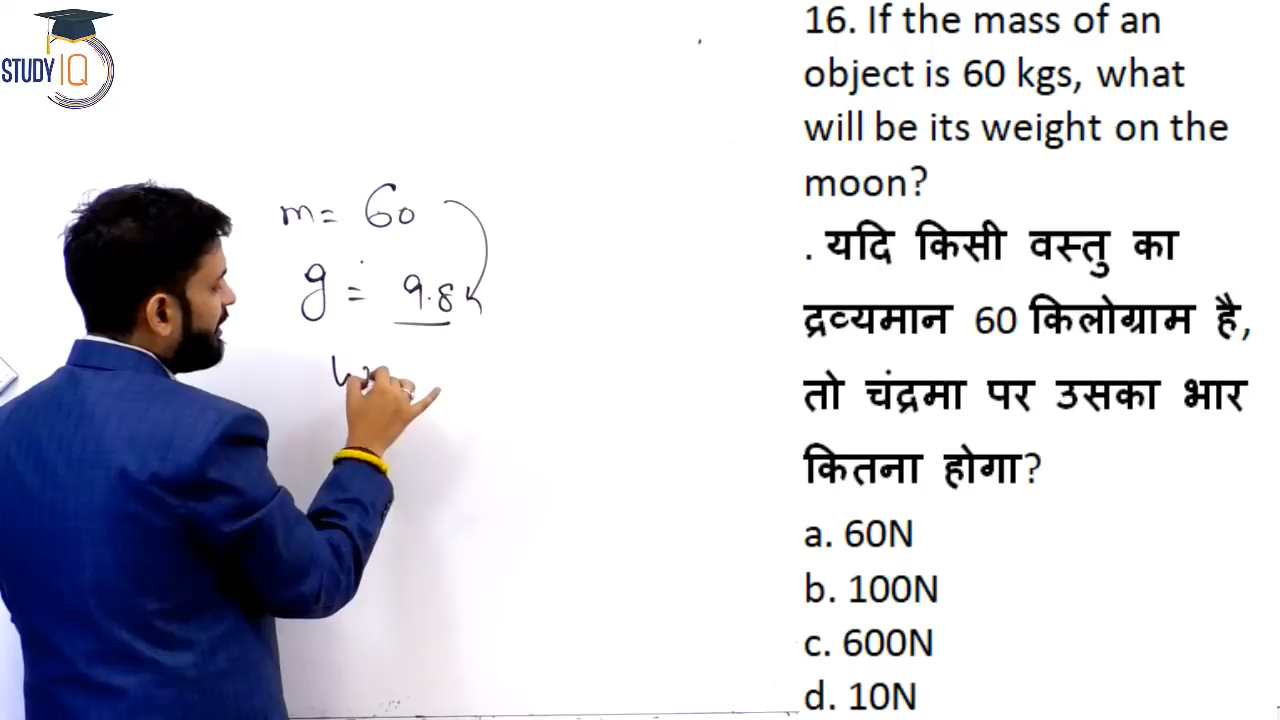 STUDY IQ
m = 60
g = 9.8
16. If the mass of an
object is 60 kgs, what
will be its weight on the
moon?
. यदि किसी वस्तु का
द्रव्यमान 60 किलोग्राम है,
तो चंद्रमा पर उसका भार
कितना होगा?
a. 60N
b. 100N
c. 600N
d. 10N